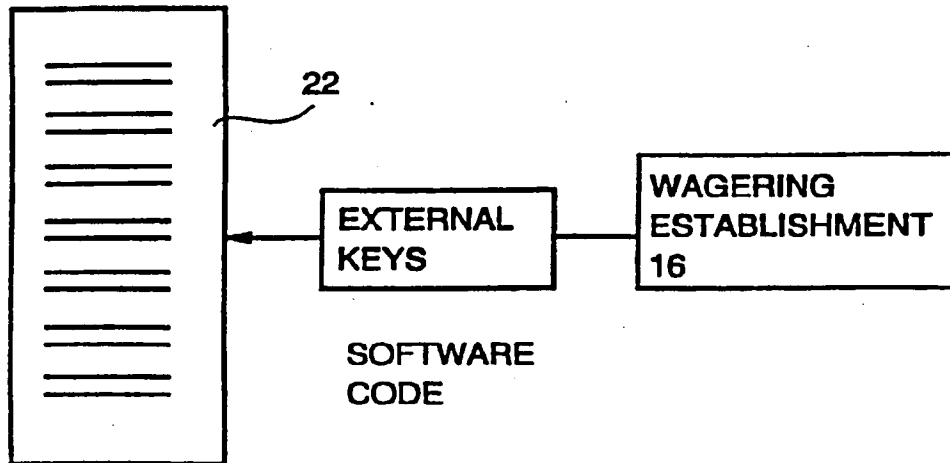 22
EXTERNAL
KEYS
WAGERING
ESTABLISHMENT
16
SOFTWARE
CODE